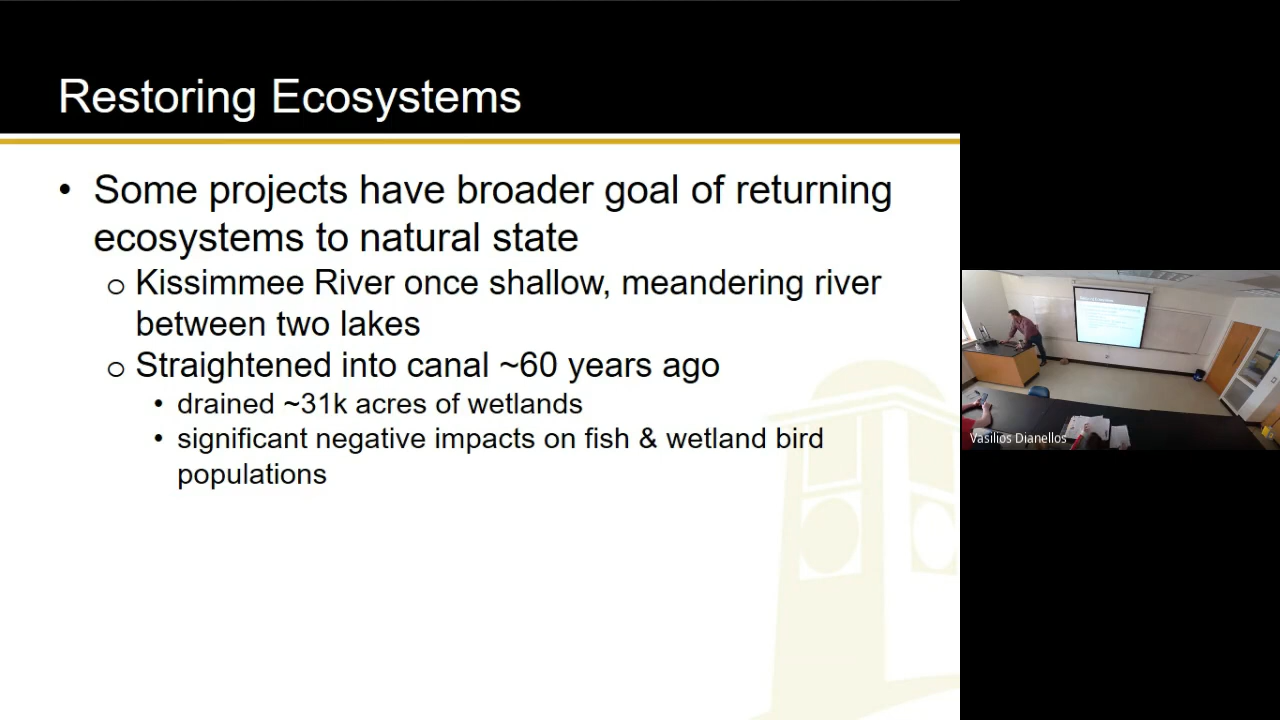 Restoring Ecosystems
• Some projects have broader goal of returning
ecosystems to natural state
o Kissimmee River once shallow, meandering river
between two lakes
o Straightened into canal ~60 years ago
• drained ~31k acres of wetlands
• significant negative impacts on fish & wetland bird
populations
Vasilios Dianellos